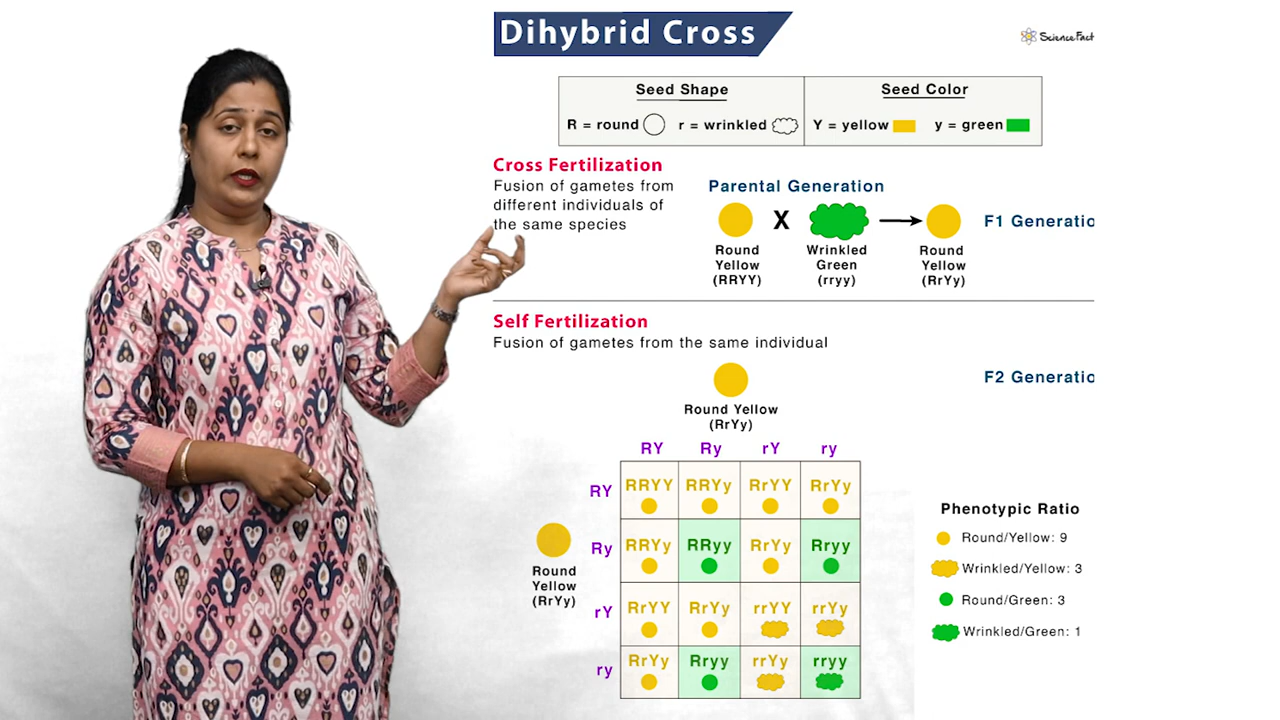 Dihybrid Cross
ScienceFact
Seed Shape
R = round r = wrinkled
Seed Color
Y = yellow y = green
Cross Fertilization
Fusion of gametes from
different individuals of
the same species
Parental Generation
X
F1 Generatio
Round
Yellow
(RRYY)
Wrinkled
Green
(rryy)
Round
Yellow
(RrYy)
Self Fertilization
Fusion of gametes from the same individual
F2 Generatio
Round Yellow
(RrYy)
RY Ry rY ry
RY RRYY RRYy RrYY RrYy
Ry RRYy RRyy RrYy Rryy
rY RrYY RrYy rrYY rrYy
ry RrYy Rryy rrYy rryy
Round
Yellow
(RrYy)
Phenotypic Ratio
Round/Yellow: 9
Wrinkled/Yellow: 3
Round/Green: 3
Wrinkled/Green: 1